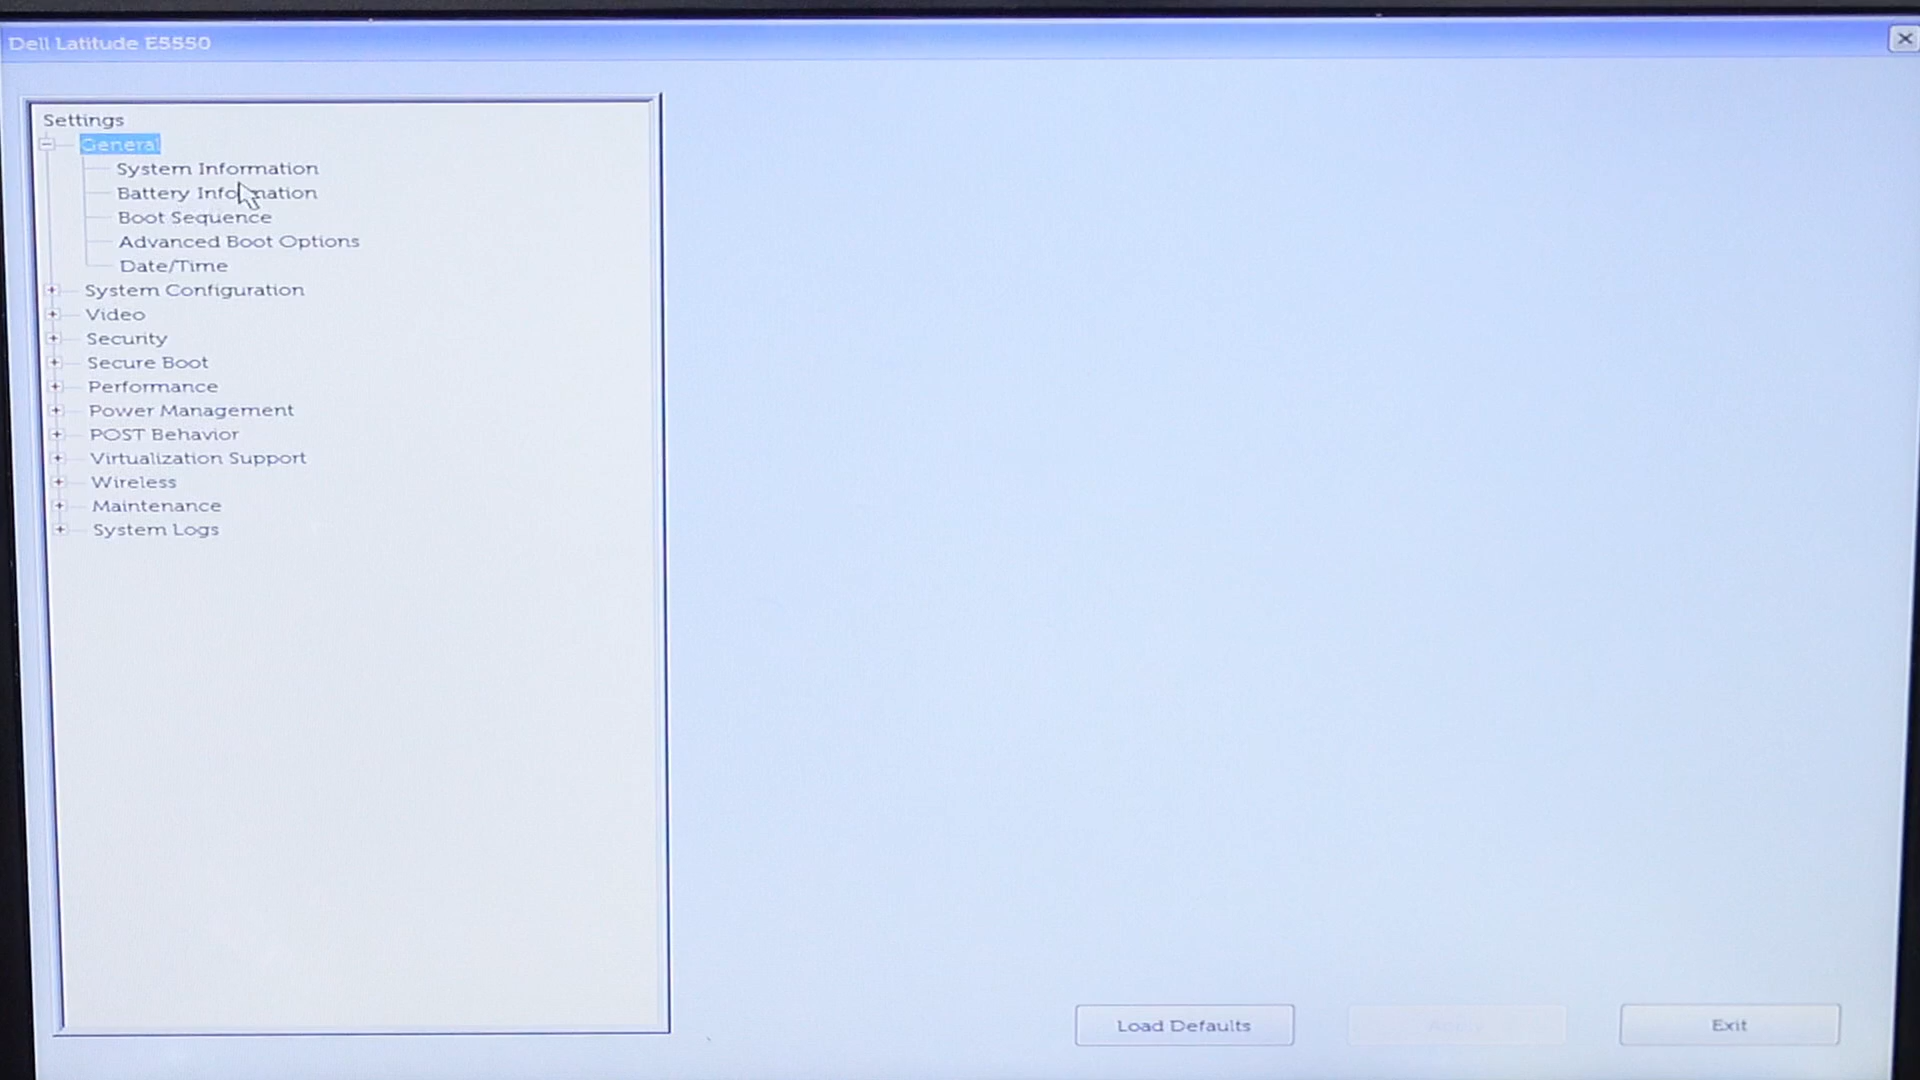 Dell Latitude E5550
Settings
General
System Information
Battery Information
Boot Sequence
Advanced Boot Options
Date/Time
System Configuration
Video
Security
Secure Boot
Performance
Power Management
POST Behavior
Virtualization Support
Wireless
Maintenance
System Logs
Load Defaults
Exit